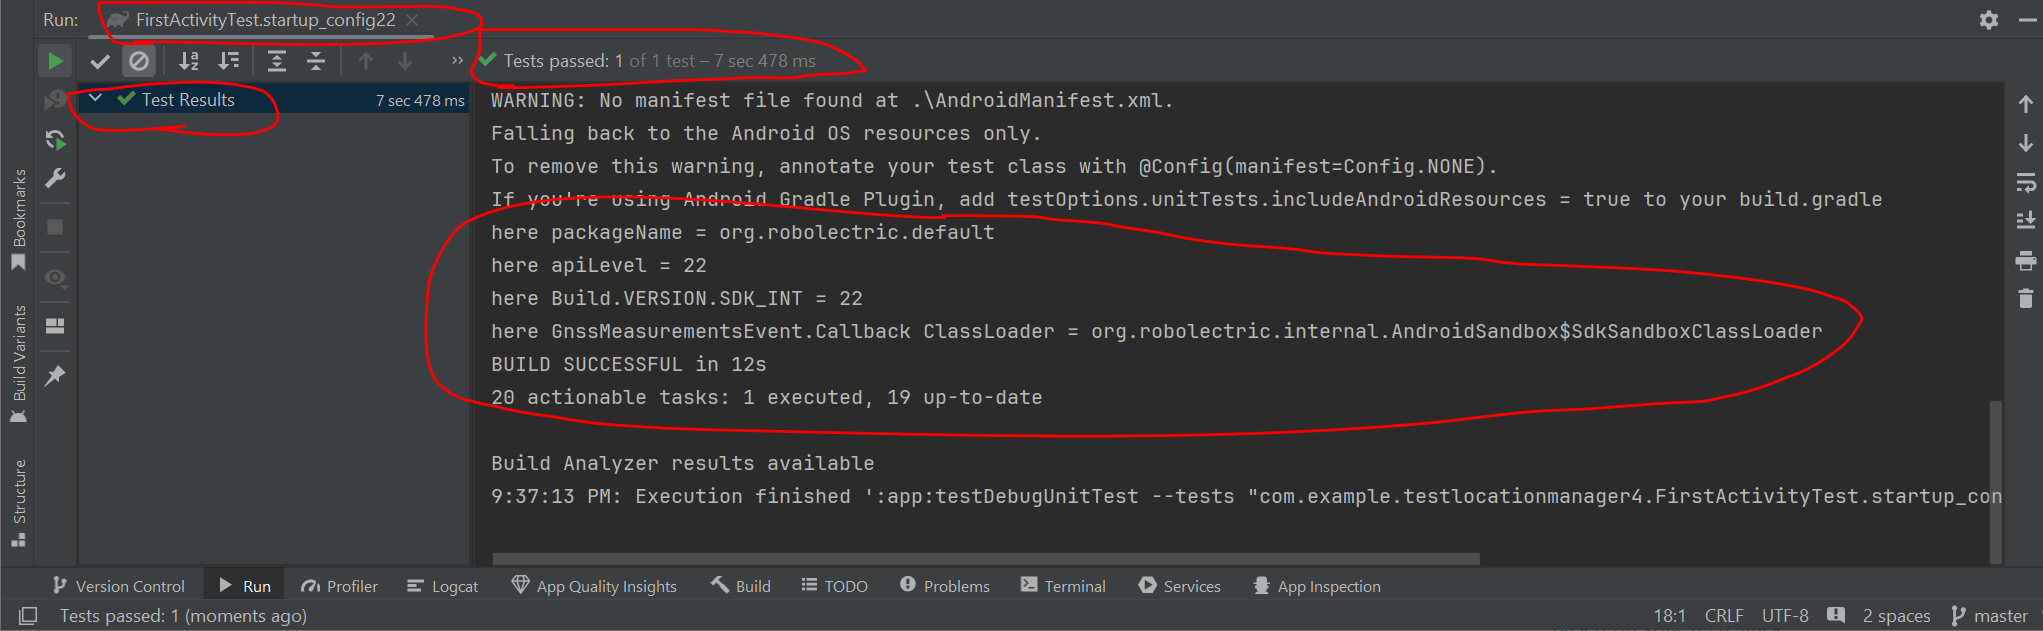 Run: FirstActivityTest.startup_config22
Tests passed: 1 of 1 test – 7 sec 478 ms
Test Results 7 sec 478 ms
WARNING: No manifest file found at .\AndroidManifest.xml.
Falling back to the Android OS resources only.
To remove this warning, annotate your test class with @Config(manifest=Config.NONE).
If you're using Android Gradle Plugin, add testOptions.unitTests.includeAndroidResources = true to your build.gradle
here packageName = org.robolectric.default
here apiLevel = 22
here Build.VERSION.SDK_INT = 22
here GnssMeasurementsEvent.Callback ClassLoader = org.robolectric.internal.AndroidSandbox$SdkSandboxClassLoader
BUILD SUCCESSFUL in 12s
20 actionable tasks: 1 executed, 19 up-to-date
Build Analyzer results available
9:37:13 PM: Execution finished ':app:testDebugUnitTest --tests "com.example.testlocationmanager4.FirstActivityTest.startup_con
Bookmarks
Build Variants
Structure
Version Control Run Profiler Logcat App Quality Insights Build TODO Problems Terminal Services App Inspection
Tests passed: 1 (moments ago) 18:1 CRLF UTF-8 2 spaces master